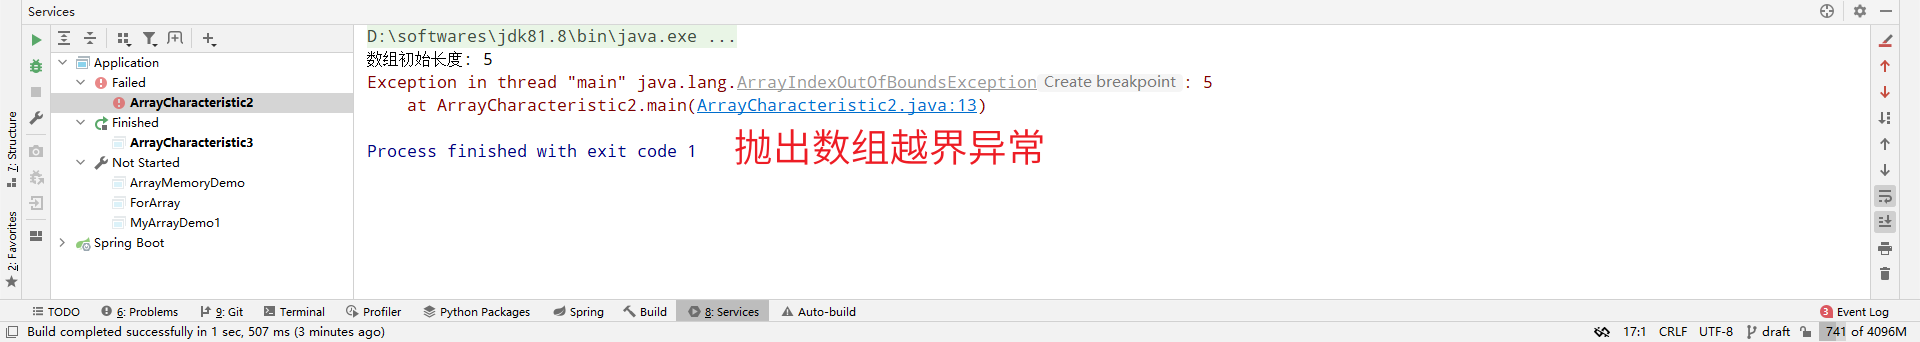 Services
Application
Failed
ArrayCharacteristic2
Finished
ArrayCharacteristic3
Not Started
ArrayMemoryDemo
ForArray
MyArrayDemo1
Spring Boot
7: Structure
2: Favorites
D:\softwares\jdk81.8\bin\java.exe ...
数组初始长度: 5
Exception in thread "main" java.lang.ArrayIndexOutOfBoundsException Create breakpoint : 5
at ArrayCharacteristic2.main(ArrayCharacteristic2.java:13)
抛出数组越界异常
Process finished with exit code 1
TODO 6: Problems 9: Git Terminal Profiler Python Packages Spring Build 8: Services Auto-build 3 Event Log
Build completed successfully in 1 sec, 507 ms (3 minutes ago) 17:1 CRLF UTF-8 draft 741 of 4096M